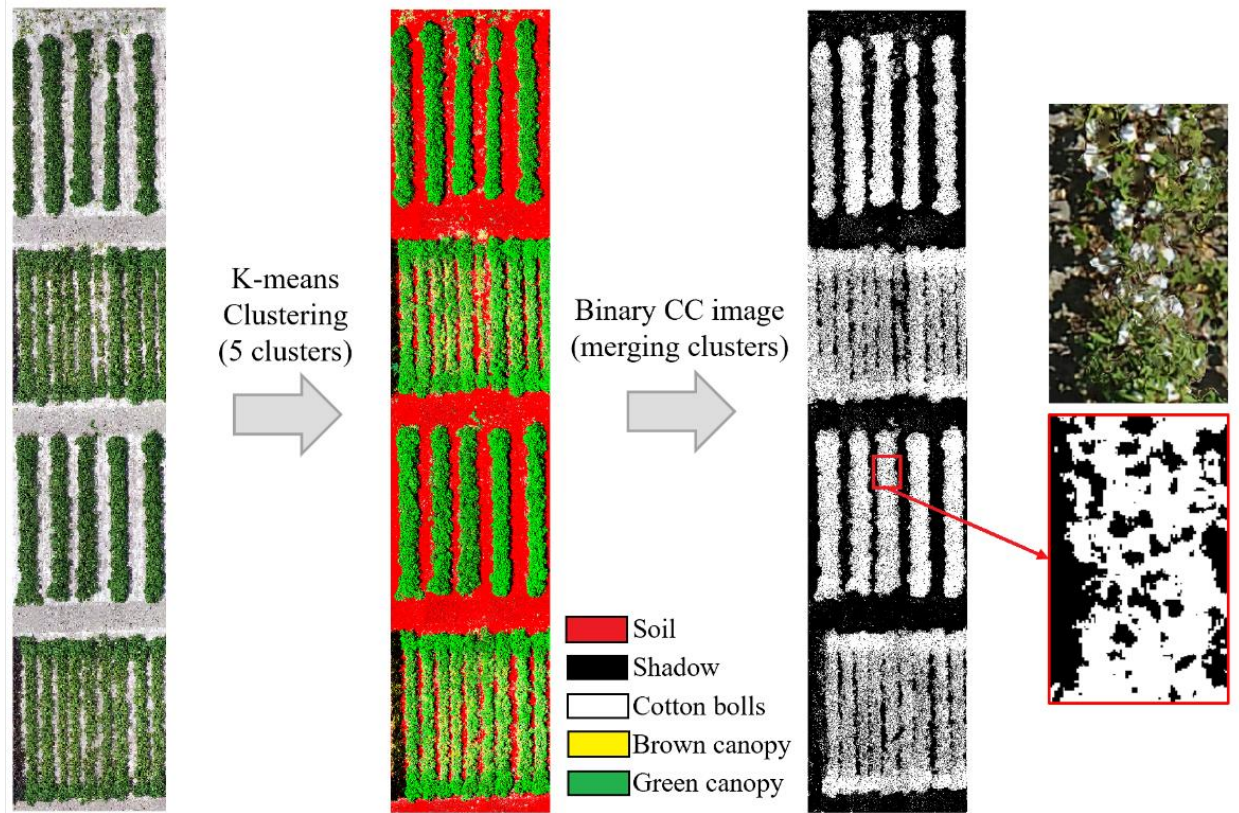 K-means
Clustering
(5 clusters)
Binary CC image
(merging clusters)
Soil
Shadow
Cotton bolls
Brown canopy
Green canopy